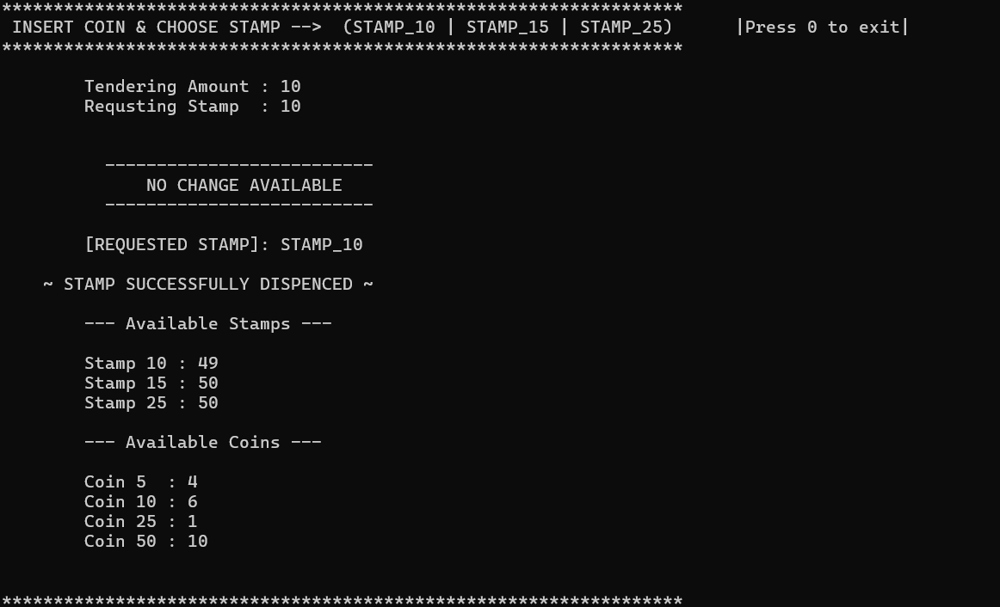 ******************************************************************
INSERT COIN & CHOOSE STAMP --> (STAMP_10 | STAMP_15 | STAMP_25) |Press 0 to exit|
******************************************************************
Tendering Amount : 10
Requsting Stamp : 10
--------------------------
NO CHANGE AVAILABLE
--------------------------
[REQUESTED STAMP]: STAMP_10
~ STAMP SUCCESSFULLY DISPENCED ~
--- Available Stamps ---
Stamp 10 : 49
Stamp 15 : 50
Stamp 25 : 50
--- Available Coins ---
Coin 5 : 4
Coin 10 : 6
Coin 25 : 1
Coin 50 : 10
******************************************************************